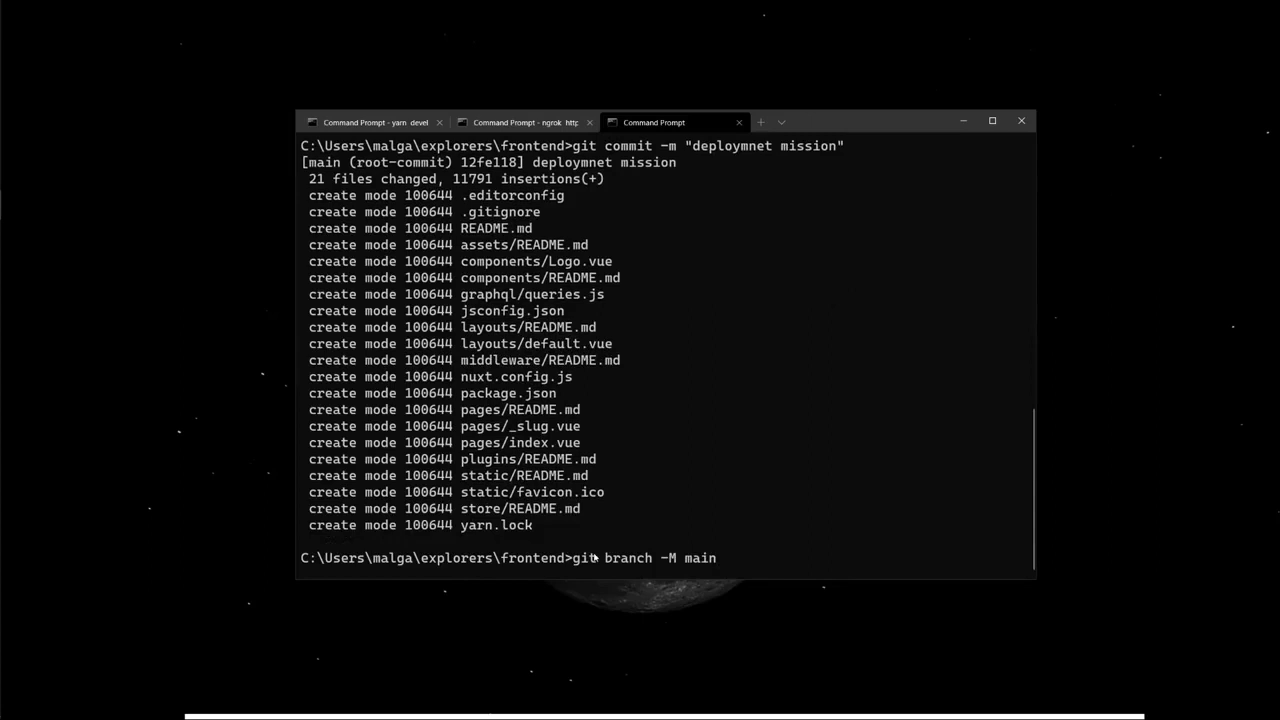 Command Prompt - yarn devel
Command Prompt - ngrok http
Command Prompt
C:\Users\malga\explorers\frontend>git commit -m "deploymnet mission"
[main (root-commit) 12fe118] deploymnet mission
21 files changed, 11791 insertions(+)
create mode 100644 .editorconfig
create mode 100644 .gitignore
create mode 100644 README.md
create mode 100644 assets/README.md
create mode 100644 components/Logo.vue
create mode 100644 components/README.md
create mode 100644 graphql/queries.js
create mode 100644 jsconfig.json
create mode 100644 layouts/README.md
create mode 100644 layouts/default.vue
create mode 100644 middleware/README.md
create mode 100644 nuxt.config.js
create mode 100644 package.json
create mode 100644 pages/README.md
create mode 100644 pages/_slug.vue
create mode 100644 pages/index.vue
create mode 100644 plugins/README.md
create mode 100644 static/README.md
create mode 100644 static/favicon.ico
create mode 100644 store/README.md
create mode 100644 yarn.lock
C:\Users\malga\explorers\frontend>git branch -M main